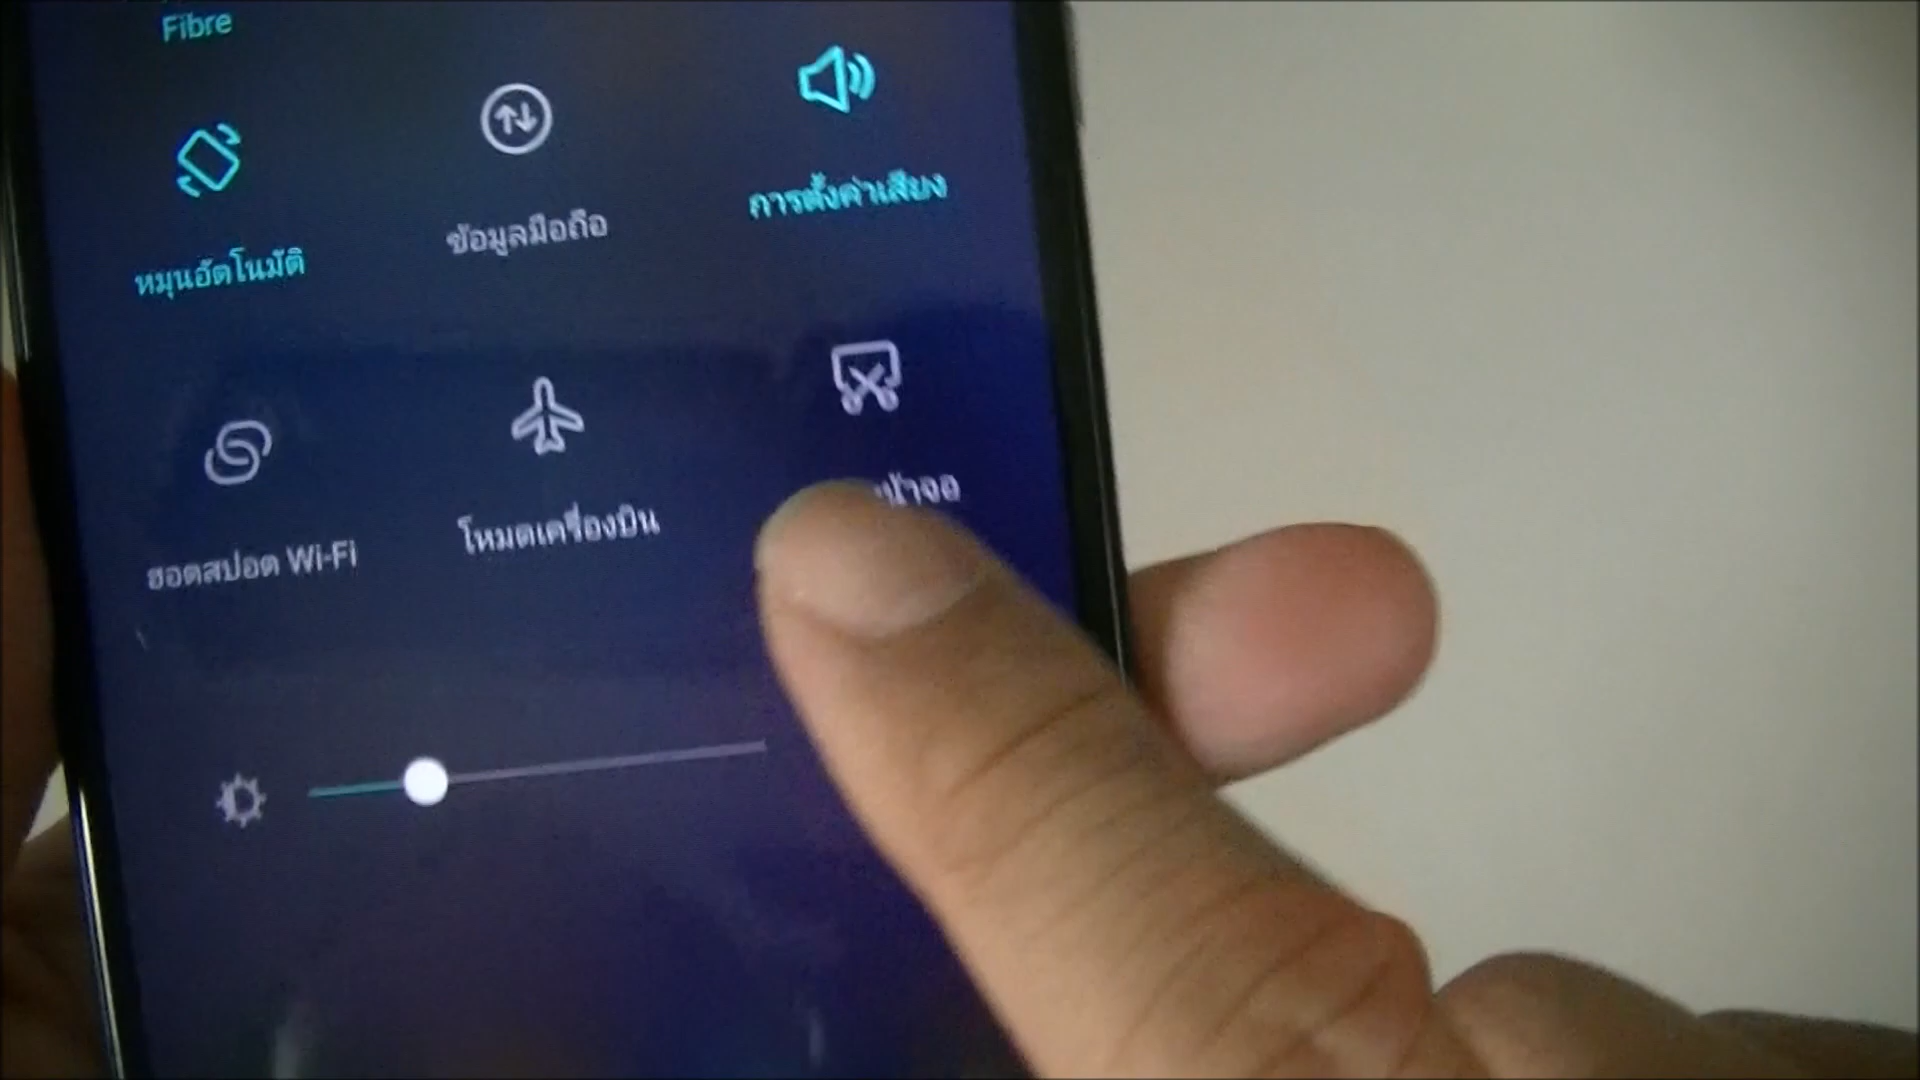 Fibre
หมุนอัตโนมัติ
ข้อมูลมือถือ
การตั้งค่าเสียง
ฮอตสปอต Wi-Fi
โหมดเครื่องบิน